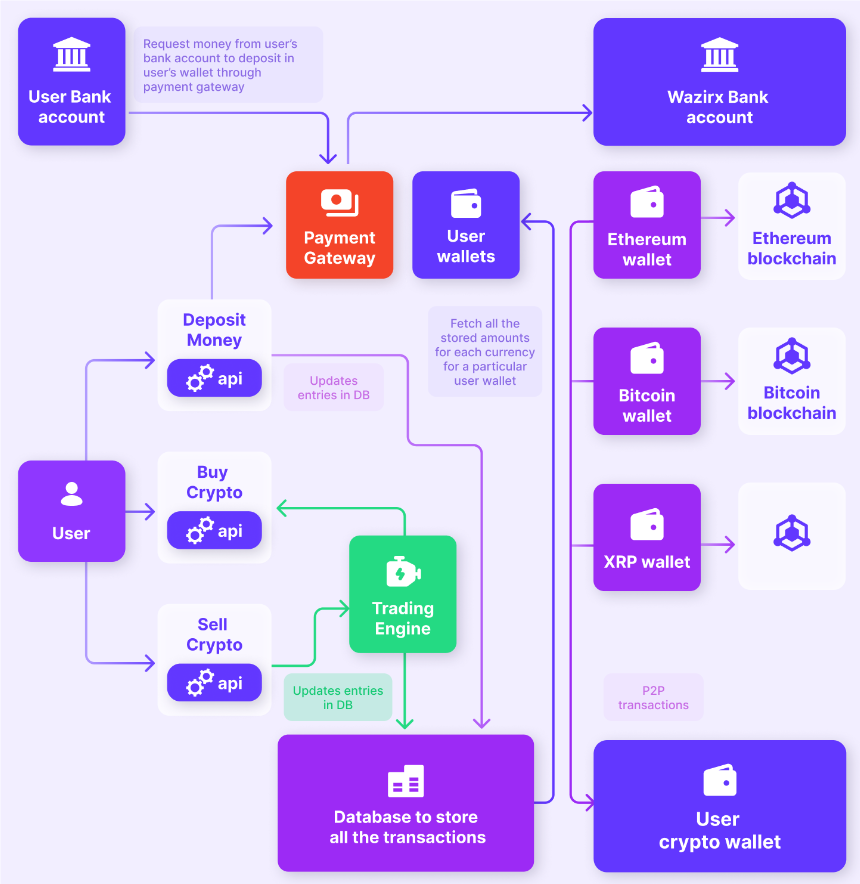 User Bank
account
Request money from user's
bank account to deposit in
user's wallet through
payment gateway
Wazirx Bank
account
Payment
Gateway
User
wallets
Ethereum
wallet
Ethereum
blockchain
Deposit
Money
api
Updates
entries in DB
Fetch all the
stored amounts
for each currency
for a particular
user wallet
Bitcoin
wallet
Bitcoin
blockchain
User
Buy
Crypto
api
XRP wallet
Trading
Engine
Sell
Crypto
api
Updates entries
in DB
P2P
transactions
Database to store
all the transactions
User
crypto wallet